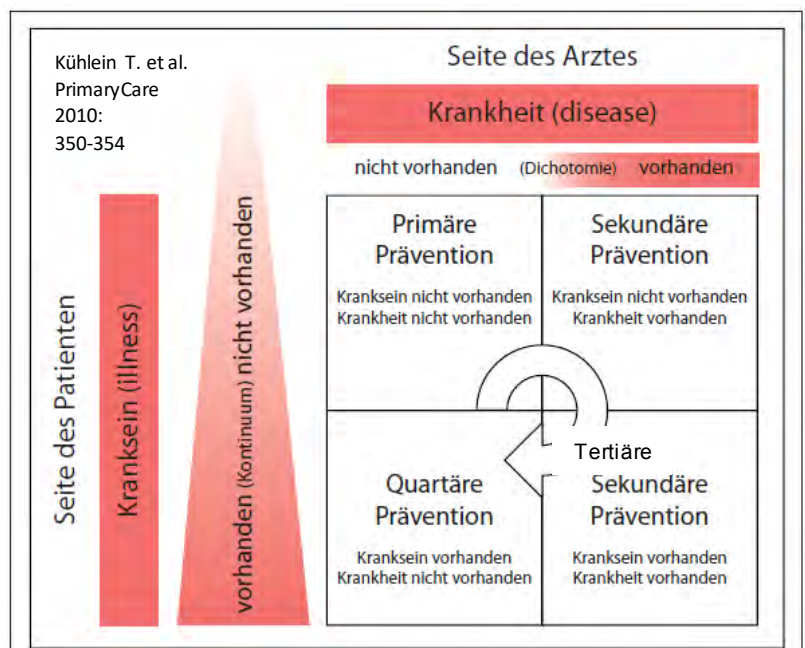 Kühlein T. et al.
PrimaryCare
2010:
350-354
Seite des Arztes
Krankheit (disease)
nicht vorhanden (Dichotomie) vorhanden
Seite des Patienten
Kranksein (illness)
vorhanden (Kontinuum) nicht vorhanden
Primäre
Prävention
Kranksein nicht vorhanden
Krankheit nicht vorhanden
Sekundäre
Prävention
Kranksein nicht vorhanden
Krankheit vorhanden
Quartäre
Prävention
Kranksein vorhanden
Krankheit nicht vorhanden
Tertiäre
Sekundäre
Prävention
Kranksein vorhanden
Krankheit vorhanden